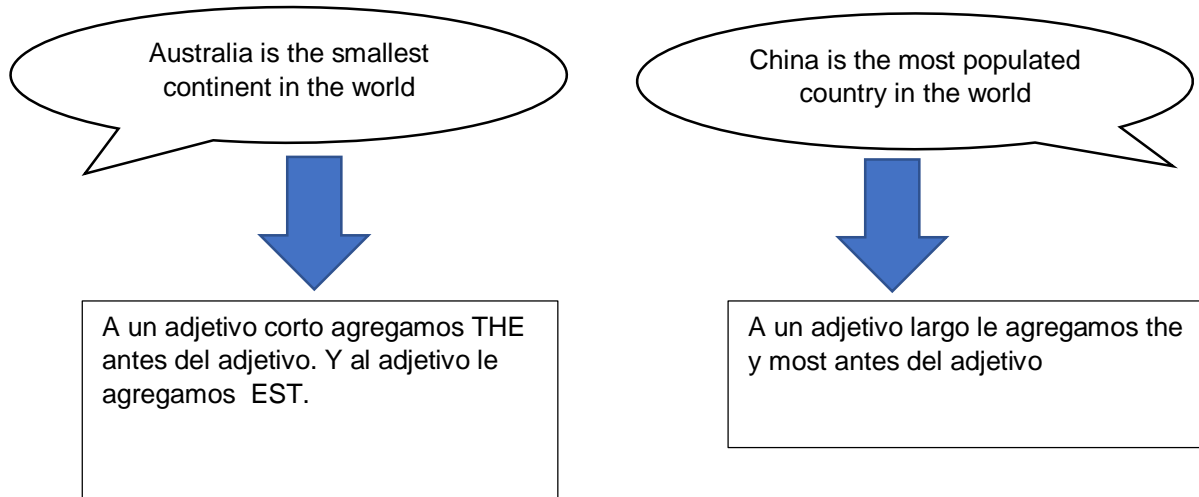 Australia is the smallest
continent in the world
China is the most populated
country in the world
A un adjetivo corto agregamos THE
antes del adjetivo. Y al adjetivo le
agregamos  EST.
A un adjetivo largo le agregamos the
y most antes del adjetivo